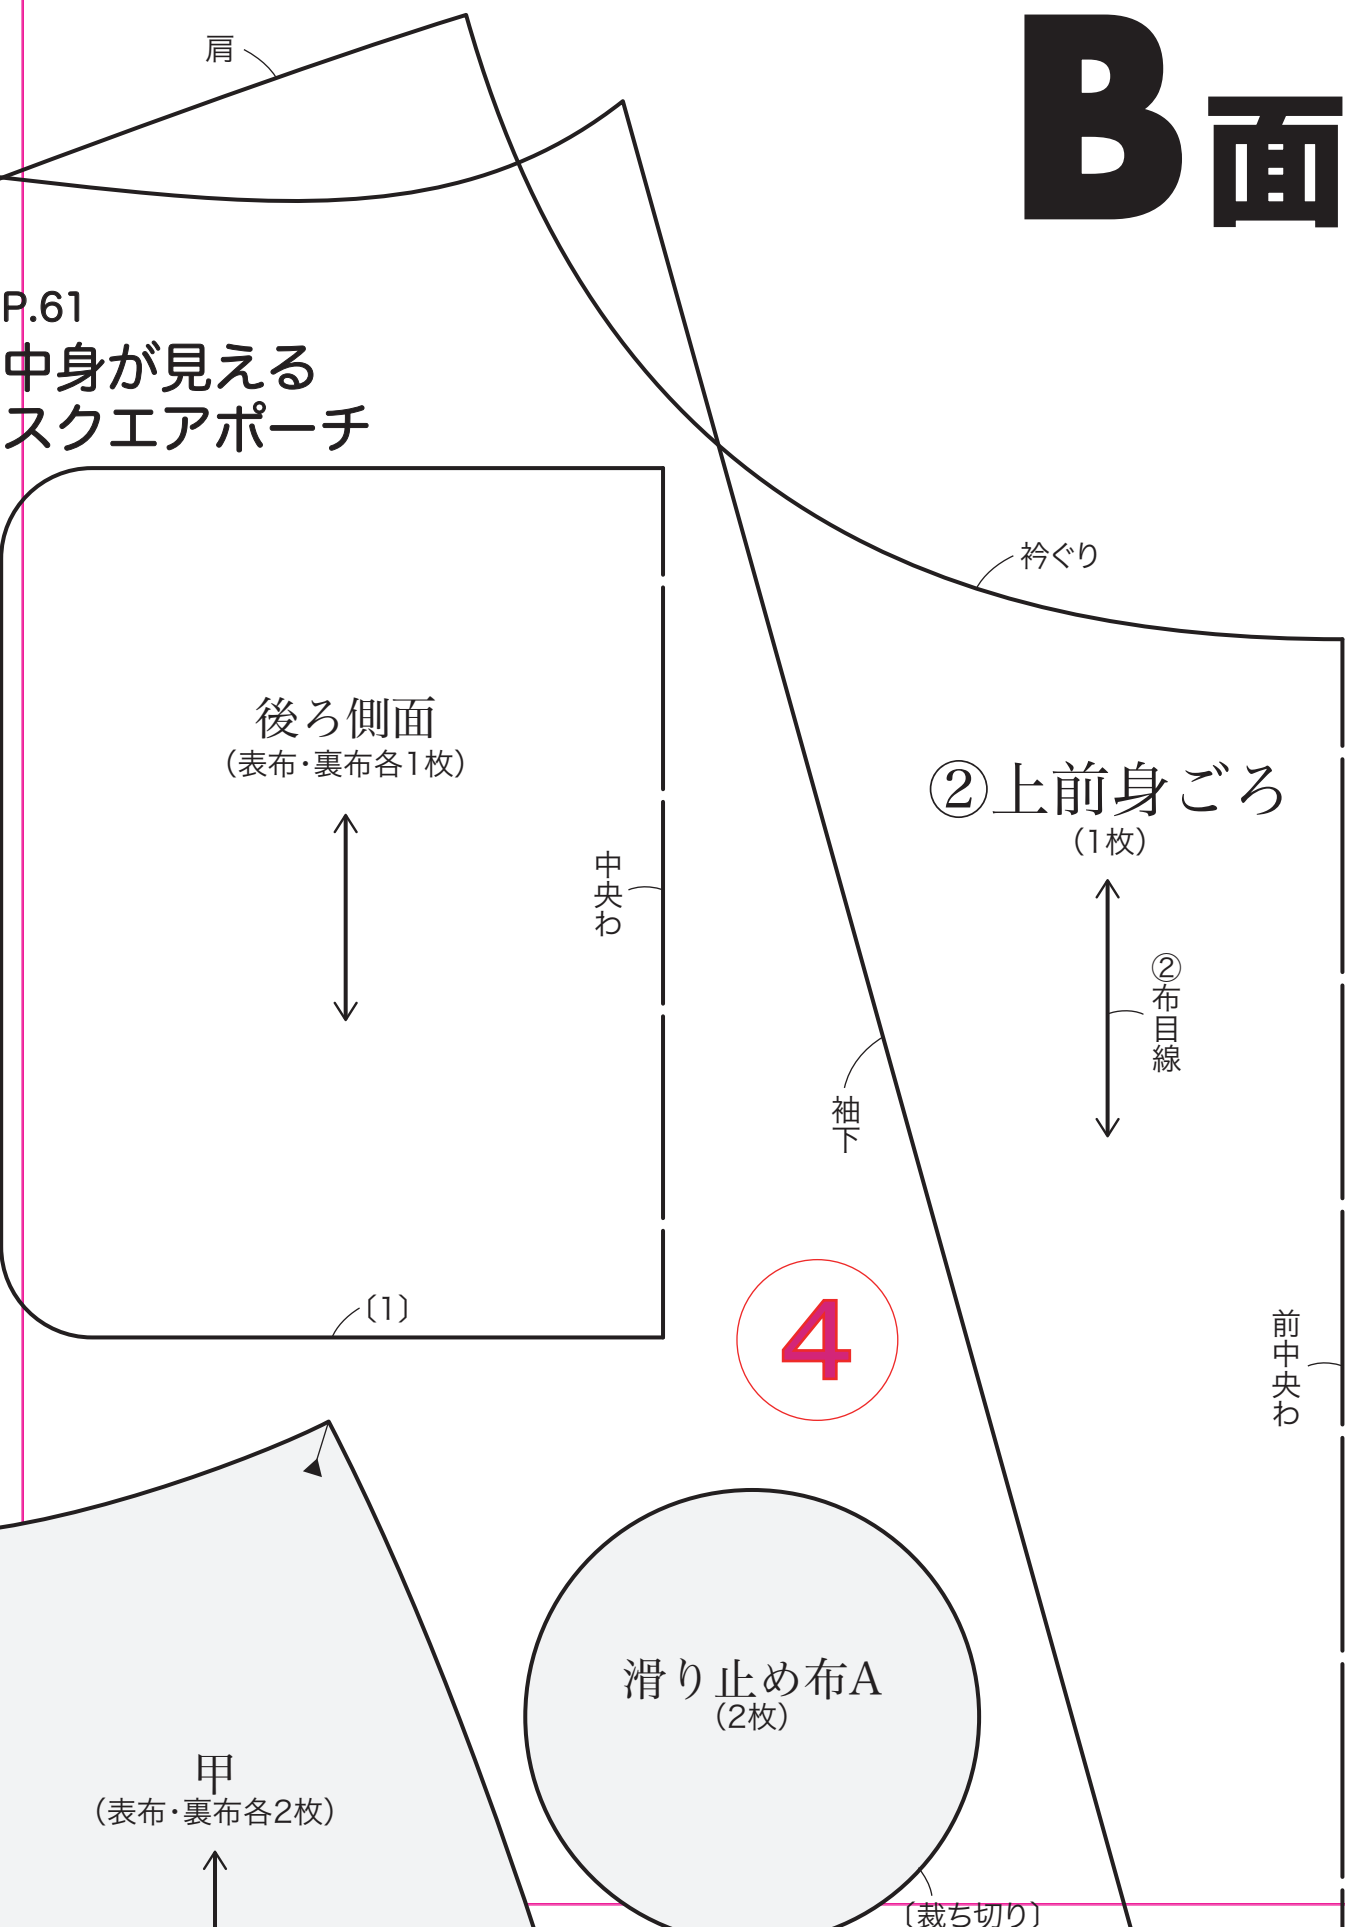 B面
肩
P.61
中身が見える
スクエアポーチ
衿ぐり
後ろ側面
（表布・裏布各1枚）
中央わ
②上前身ごろ
（1枚）
②布目線
袖下
〔1〕
4
前中央わ
滑り止め布A
（2枚）
甲
（表布・裏布各2枚）
〔裁ち切り〕